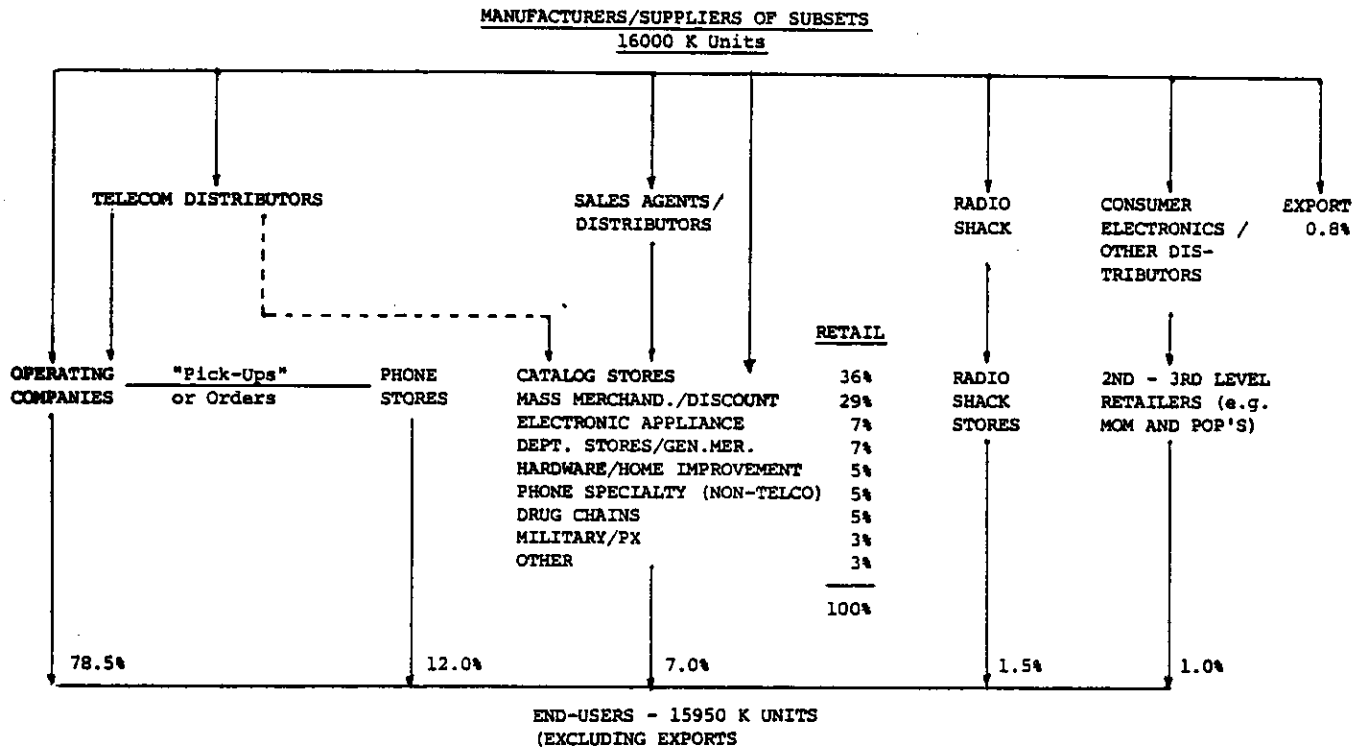 MANUFACTURERS/SUPPLIERS OF SUBSETS
16000 K Units
TELECOM DISTRIBUTORS
SALES AGENTS/
DISTRIBUTORS
RADIO
SHACK
CONSUMER
ELECTRONICS /
OTHER DIS-
TRIBUTORS
EXPORT
0.8%
RETAIL
OPERATING
COMPANIES
"Pick-Ups"
or Orders
PHONE
STORES
CATALOG STORES 36%
MASS MERCHAND./DISCOUNT 29%
ELECTRONIC APPLIANCE 7%
DEPT. STORES/GEN.MER. 7%
HARDWARE/HOME IMPROVEMENT 5%
PHONE SPECIALTY (NON-TELCO) 5%
DRUG CHAINS 5%
MILITARY/PX 3%
OTHER 3%
100%
RADIO
SHACK
STORES
2ND - 3RD LEVEL
RETAILERS (e.g.
MOM AND POP'S)
78.5%
12.0%
7.0%
1.5%
1.0%
END-USERS - 15950 K UNITS
(EXCLUDING EXPORTS